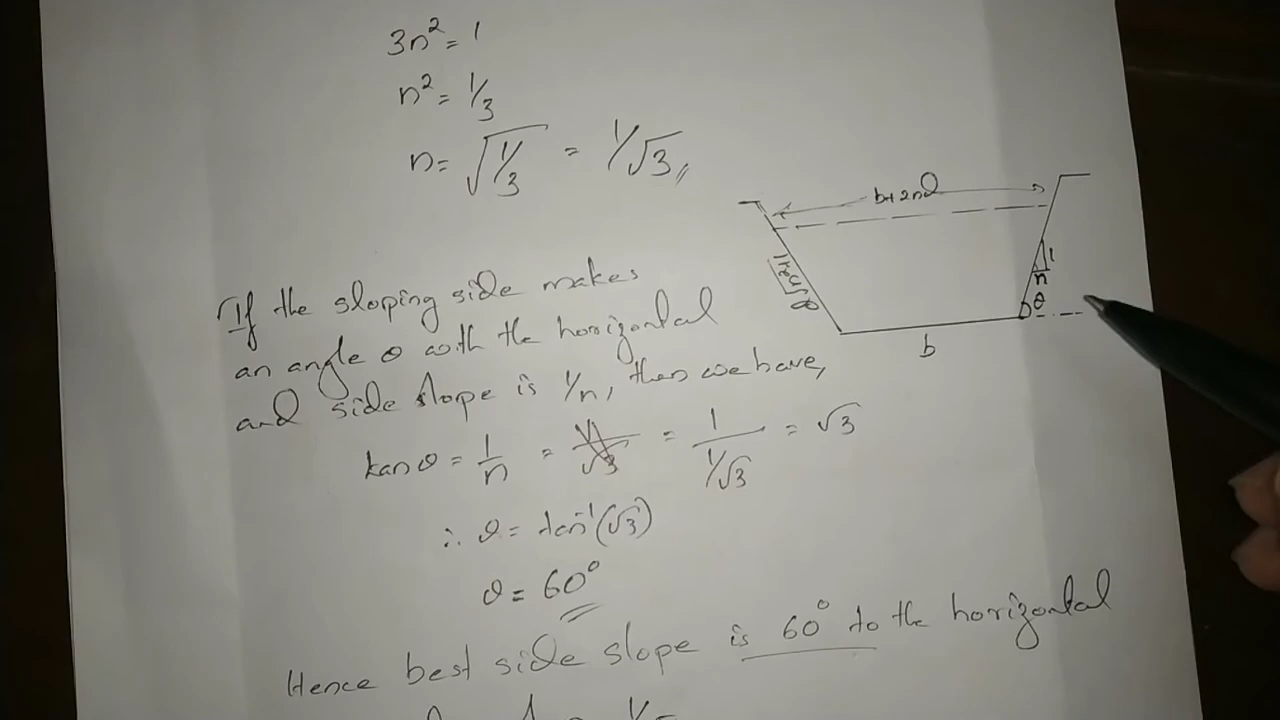 3n² = 1
n² = 1/3
n = √1/3 = 1/√3
b+2nd
1
n
θ
b
If the sloping side makes
an angle θ with the horizontal
and side slope is 1/n, then we have,
tan θ = 1/n = = 1/(1/√3) = √3
∴ θ = tan⁻¹(√3)
θ = 60°
Hence best side slope is 60° to the horizontal